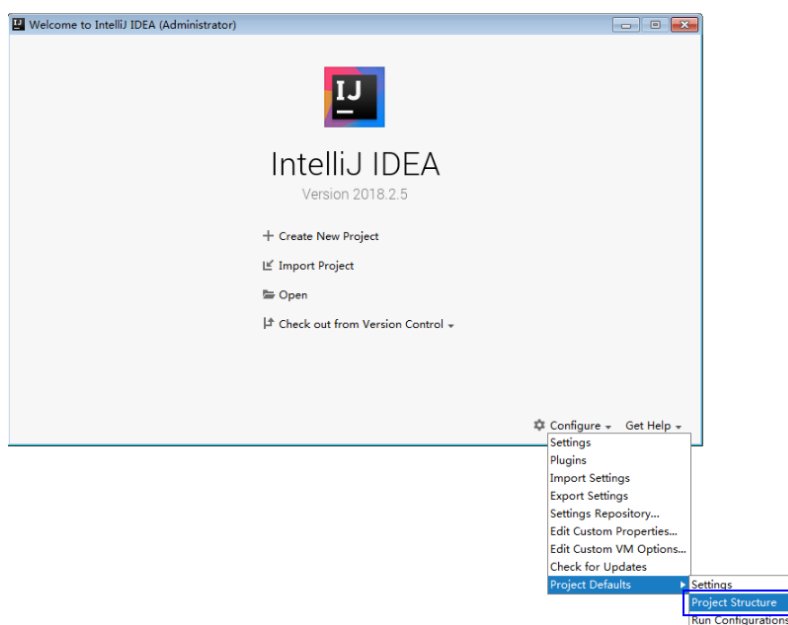 Welcome to IntelliJ IDEA (Administrator)
IJ
IntelliJ IDEA
Version 2018.2.5
Create New Project
Import Project
Open
Check out from Version Control
Configure Get Help
Settings
Plugins
Import Settings
Export Settings
Settings Repository...
Edit Custom Properties...
Edit Custom VM Options...
Check for Updates
Project Defaults Settings
Project Structure
Run Configurations